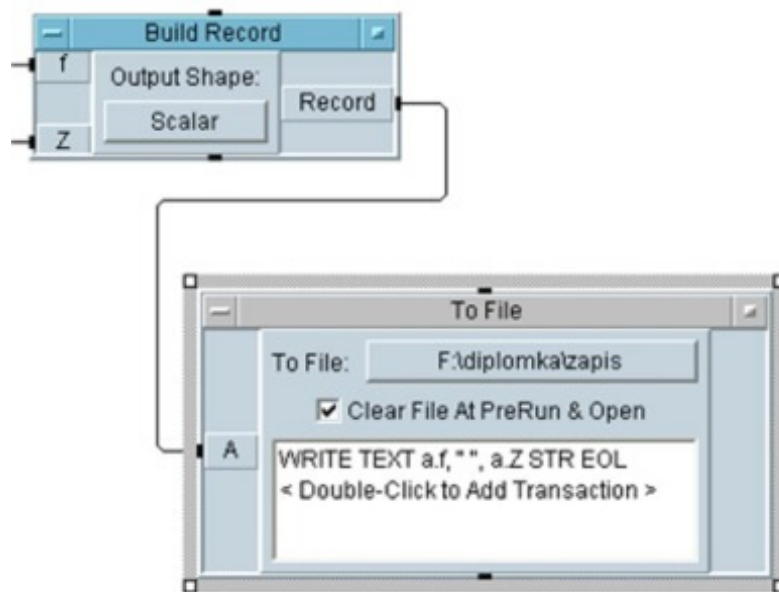 Build Record
f
Output Shape:
Record
Scalar
Z
To File
To File: F:\diplomka\zapis
Clear File At PreRun & Open
A
WRITE TEXT a.f, " ", a.Z STR EOL
< Double-Click to Add Transaction >